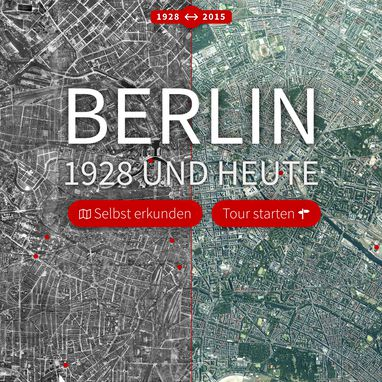 1928 ↔ 2015
BERLIN
1928 UND HEUTE
Selbst erkunden
Tour starten